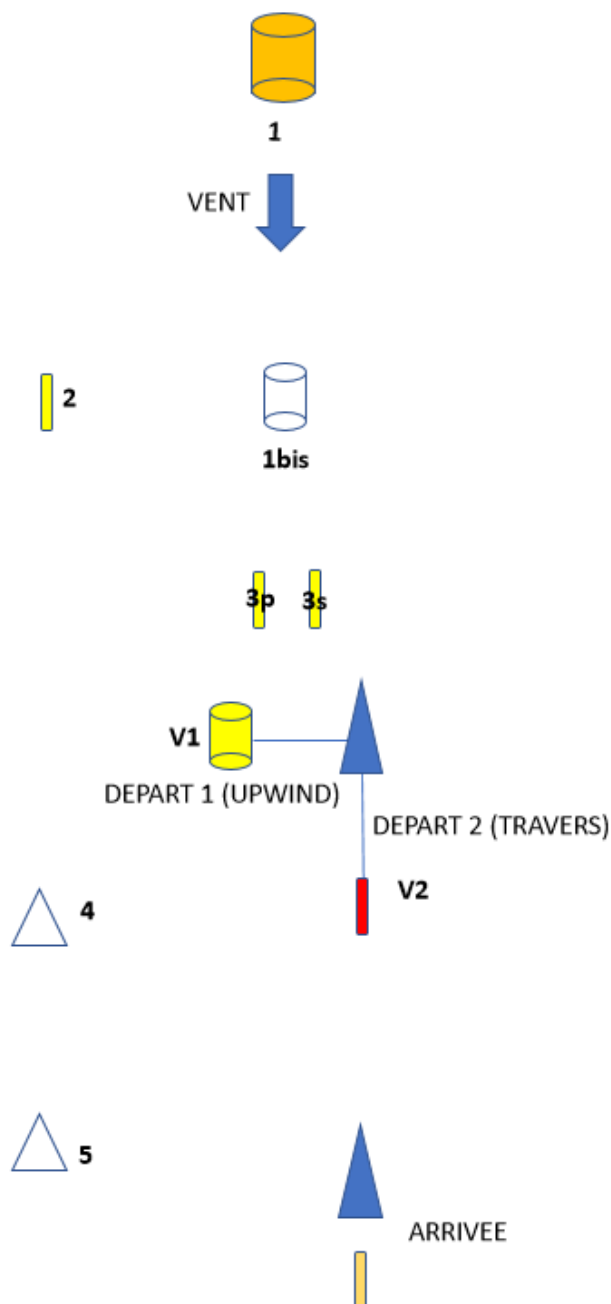 1
VENT
2
1bis
3p
3s
V1
DEPART 1 (UPWIND)
DEPART 2 (TRAVERS)
V2
4
5
ARRIVEE